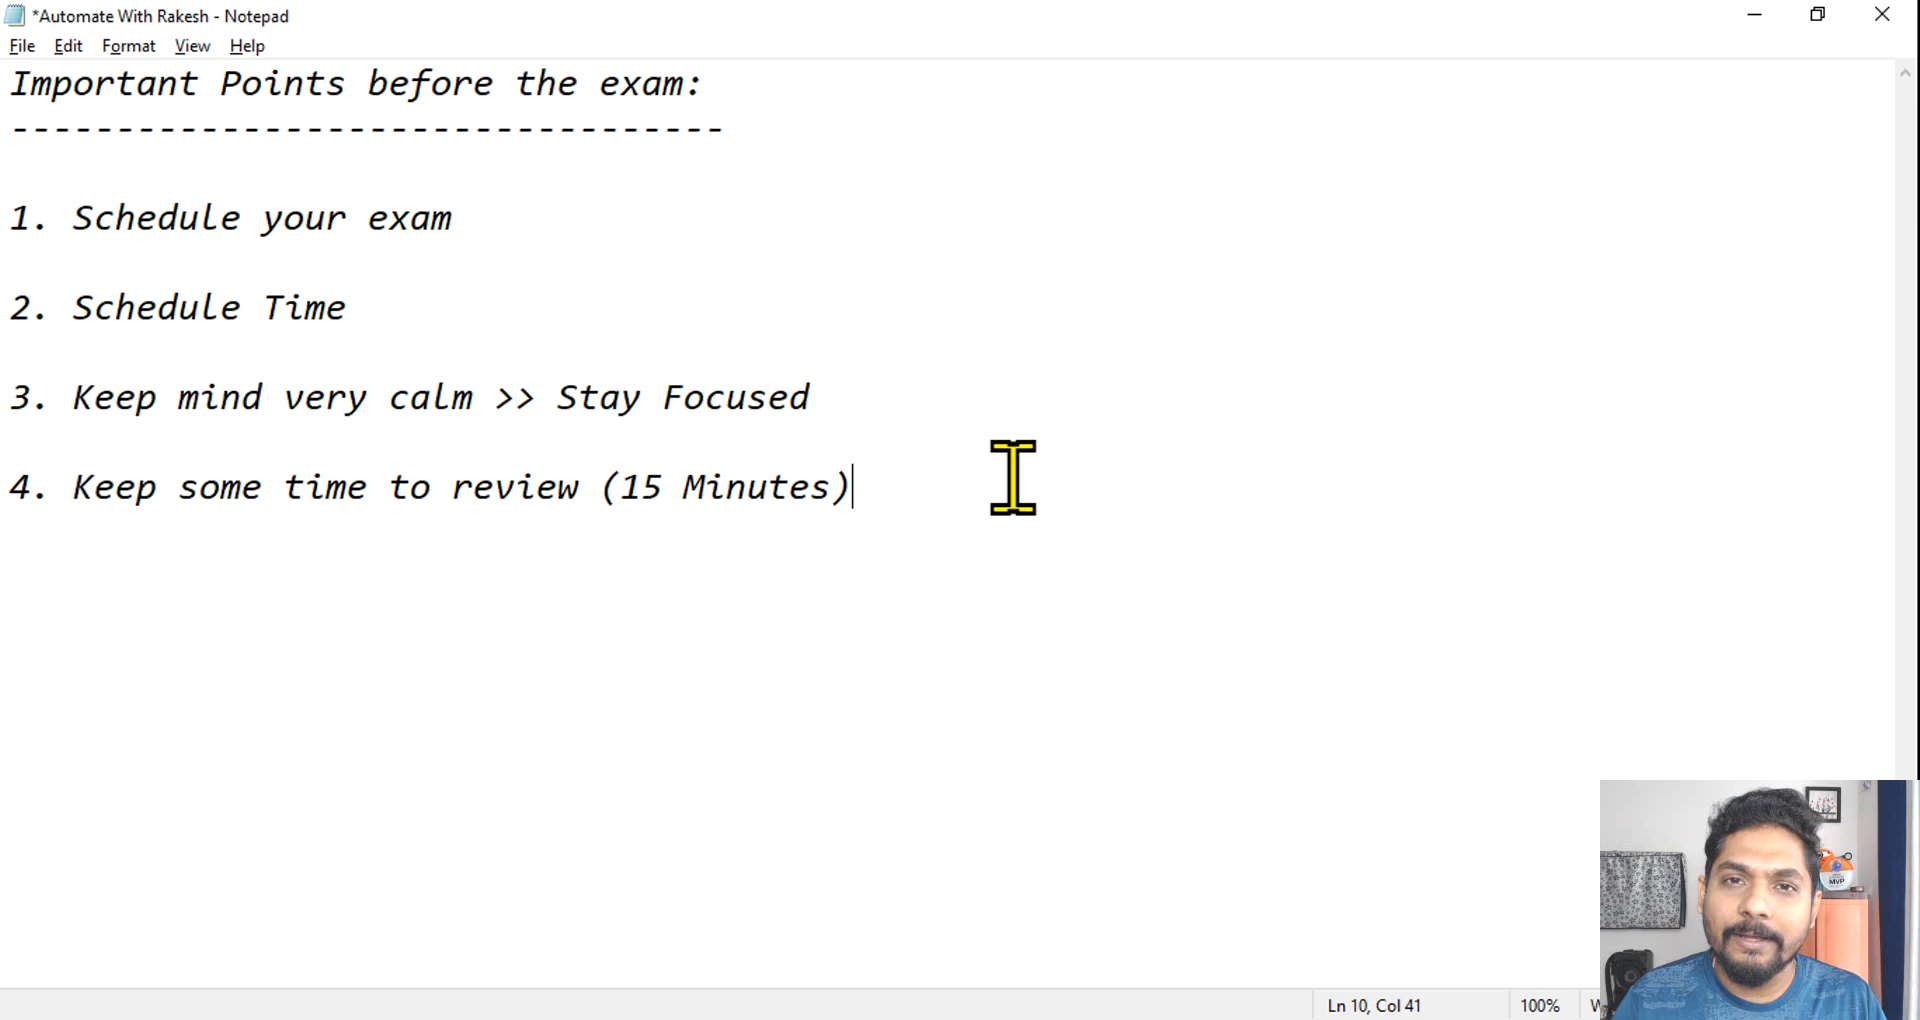 *Automate With Rakesh - Notepad
File Edit Format View Help
Important Points before the exam:
----------------------------------
1. Schedule your exam
2. Schedule Time
3. Keep mind very calm >> Stay Focused
4. Keep some time to review (15 Minutes)
MVP
Ln 10, Col 41 100%